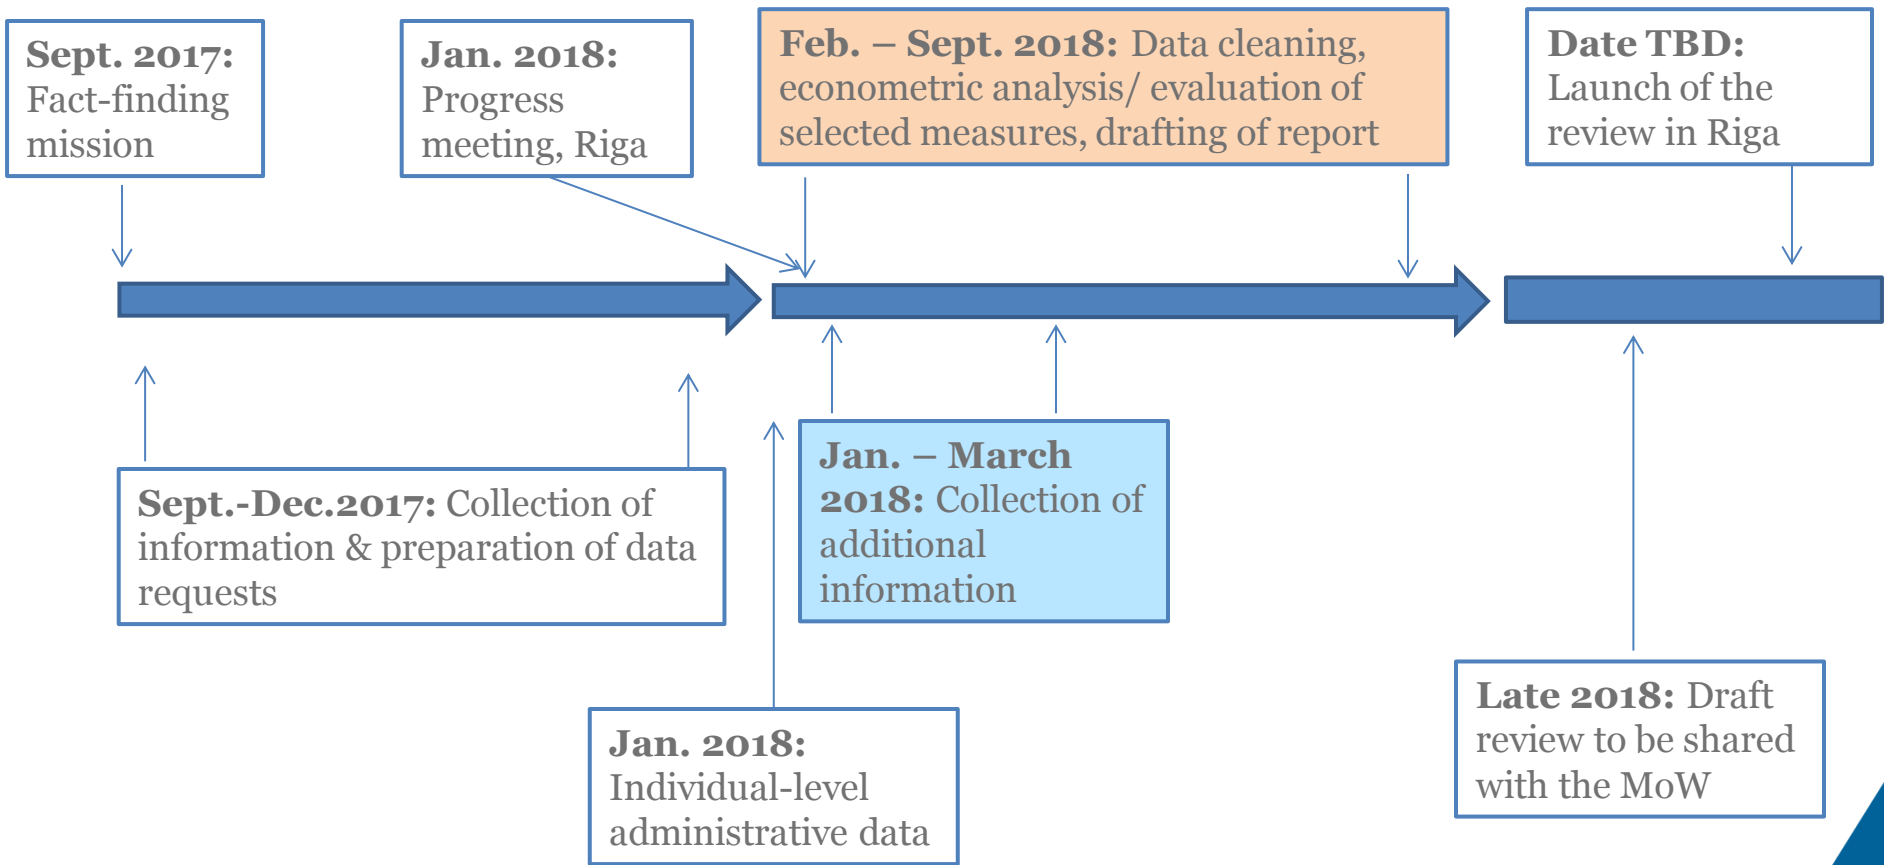 Sept. 2017:
Fact-finding
mission
Jan. 2018:
Progress
meeting, Riga
Feb. – Sept. 2018: Data cleaning,
econometric analysis/ evaluation of
selected measures, drafting of report
Date TBD:
Launch of the
review in Riga
Sept.-Dec.2017: Collection of
information & preparation of data
requests
Jan. – March
2018: Collection of
additional
information
Jan. 2018:
Individual-level
administrative data
Late 2018: Draft
review to be shared
with the MoW